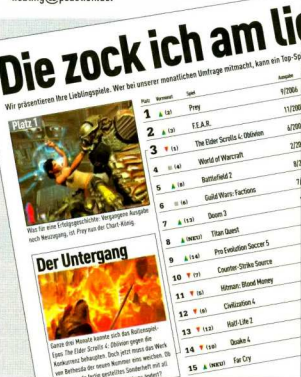 Die zock ich am lie
Wir präsentieren Ihre Lieblingsspiele. Wer bei unserer monatlichen Umfrage mitmacht, kann ein Top-Sp
Platz 1
Was für eine Erfolgsgeschichte: Vergangene Ausgabe
noch Neuzugang, ist Prey nun der Chart-König.
Der Untergang
Ganze drei Monate konnte sich das Rollenspiel-
Epos The Elder Scrolls 4: Oblivion gegen die
Konkurrenz behaupten. Doch jetzt muss das Werk
von Bethesda der neuen Nummer eins weichen. Ob
Platz Vormonat Spiel Ausgabe
1 ▲ (2) Prey 9/2006
2 ▲ (3) F.E.A.R. 11/200
3 ▼ (1) The Elder Scrolls 4: Oblivion 6/200
4 ■ (4) World of Warcraft 2/20
5 ▲ (8) Battlefield 2 8/2
6 ■ (6) Guild Wars: Factions 7/
7 ▲ (13) Doom 3
8 ▲ (NEU) Titan Quest
9 ▲ (14) Pro Evolution Soccer 5
10 ▼ (7) Counter-Strike Source
11 ▼ (5) Hitman: Blood Money
12 Civilization 4
13 ▼ (12) Half-Life 2
14 ▼ (10) Quake 4
15 ▲ (NEU) Far Cry